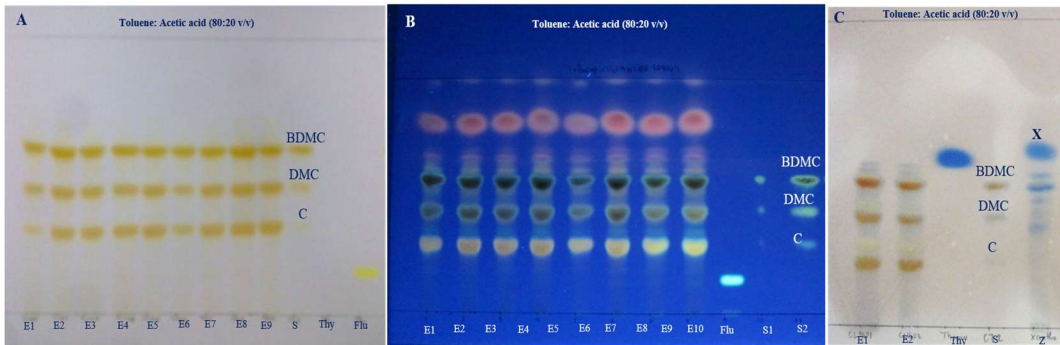 A
Toluene: Acetic acid (80:20 v/v)
BDMC
DMC
C
E1 E2 E3 E4 E5 E6 E7 E8 E9 S Thy Flu
B
Toluene: Acetic acid (80:20 v/v)
BDMC
DMC
C
E1 E2 E3 E4 E5 E6 E7 E8 E9 E10 Flu S1 S2
C
Toluene: Acetic acid (80:20 v/v)
X
BDMC
DMC
C
E1 E2 Thy S Z